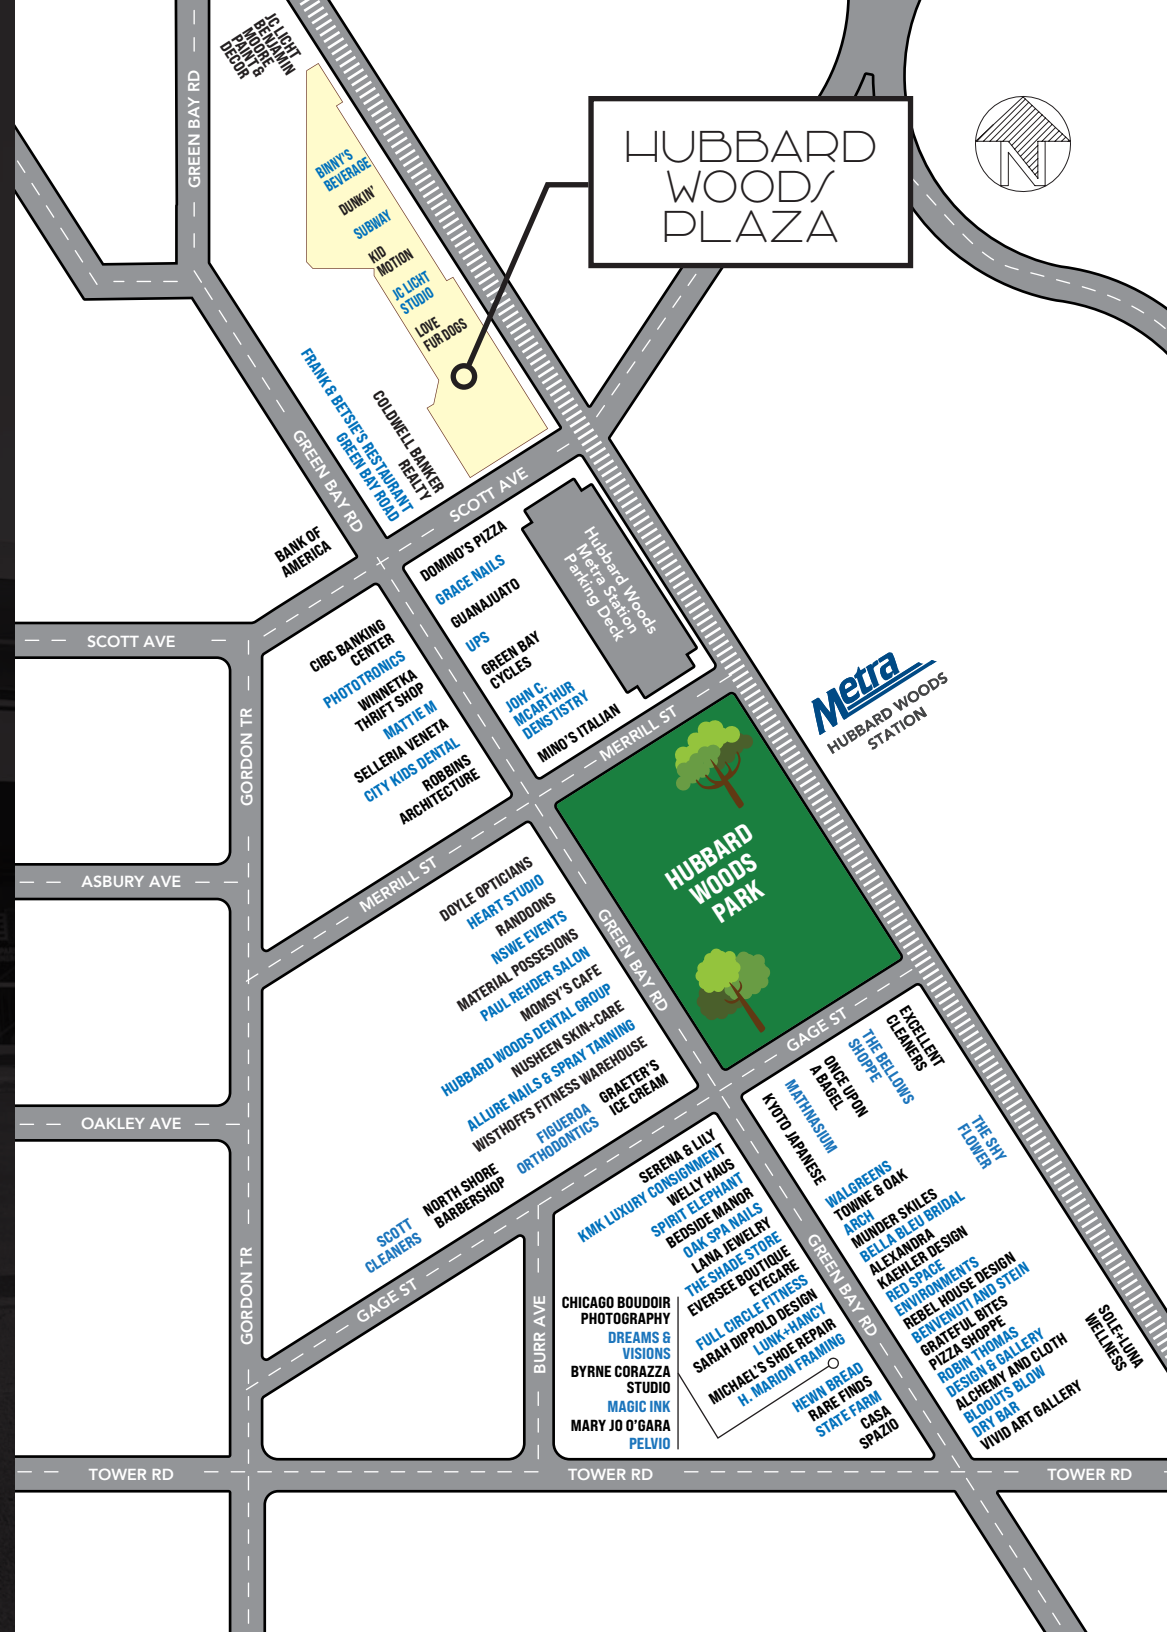 JC LICHT
BENJAMIN
MOORE
PAINT &
DECOR
GREEN BAY RD
HUBBARD
WOODS
PLAZA
N
BINNY'S
BEVERAGE
DUNKIN'
SUBWAY
KID
MOTION
JC LICHT
STUDIO
LOVE
FUR DOGS
FRANK & BETSIE'S RESTAURANT
GREEN BAY ROAD
COLDWELL BANKER
REALTY
GREEN BAY RD
SCOTT AVE
BANK OF
AMERICA
DOMINO'S PIZZA
GRACE NAILS
GUANAJUATO
UPS
GREEN BAY
CYCLES
JOHN C.
MCARTHUR
DENSTISTRY
MINO'S ITALIAN
Hubbard Woods
Metra Station
Parking Deck
SCOTT AVE
CIBC BANKING
CENTER
PHOTOTRONICS
WINNETKA
THRIFT SHOP
MATTIE M
SELLERIA VENETA
CITY KIDS DENTAL
ROBBINS
ARCHITECTURE
MERRILL ST
Metra
HUBBARD WOODS
STATION
GORDON TR
ASBURY AVE
MERRILL ST
HUBBARD
WOODS
PARK
DOYLE OPTICIANS
HEART STUDIO
RANDOONS
NSWE EVENTS
MATERIAL POSSESIONS
PAUL REHDER SALON
MOMSY'S CAFE
HUBBARD WOODS DENTAL GROUP
NUSHEEN SKIN+CARE
ALLURE NAILS & SPRAY TANNING
WISTHOFFS FITNESS WAREHOUSE
GRAETER'S
ICE CREAM
FIGUEROA
ORTHODONTICS
NORTH SHORE
BARBERSHOP
SCOTT
CLEANERS
GREEN BAY RD
GAGE ST
OAKLEY AVE
EXCELLENT
CLEANERS
THE BELLOWS
SHOPPE
ONCE UPON
A BAGEL
MATHNASIUM
KYOTO JAPANESE
THE SHY
FLOWER
WALGREENS
TOWNE & OAK
ARCH
MUNDER SKILES
BELLA BLEU BRIDAL
ALEXANDRA
KAEHLER DESIGN
RED SPACE
ENVIRONMENTS
REBEL HOUSE DESIGN
BENVENUTI AND STEIN
GRATEFUL BITES
PIZZA SHOPPE
ROBIN THOMAS
DESIGN & GALLERY
ALCHEMY AND CLOTH
BLOOUTS BLOW
DRY BAR
VIVID ART GALLERY
SOLE+LUNA
WELLNESS
SERENA & LILY
KMK LUXURY CONSIGNMENT
WELLY HAUS
SPIRIT ELEPHANT
BEDSIDE MANOR
OAK SPA NAILS
LANA JEWELRY
THE SHADE STORE
EVERSEE BOUTIQUE
EYECARE
FULL CIRCLE FITNESS
SARAH DIPPOLD DESIGN
LUNK+HANCY
MICHAEL'S SHOE REPAIR
H. MARION FRAMING
HEWN BREAD
RARE FINDS
STATE FARM
CASA
SPAZIO
GREEN BAY RD
GORDON TR
GAGE ST
BURR AVE
CHICAGO BOUDOIR
PHOTOGRAPHY
DREAMS &
VISIONS
BYRNE CORAZZA
STUDIO
MAGIC INK
MARY JO O'GARA
PELVIO
TOWER RD
TOWER RD
TOWER RD